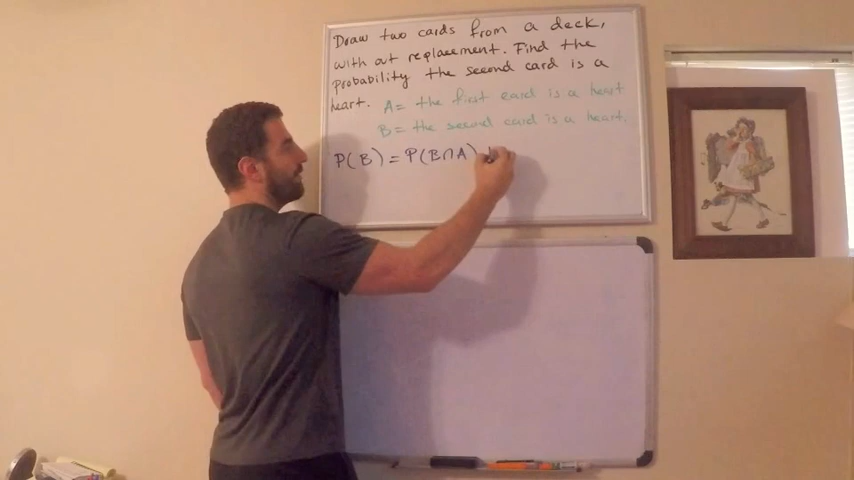 Draw two cards from a deck,
with out replacement. Find the
probability the second card is a
heart. A = the first card is a heart
B = the second card is a heart.
P(B) = P(B∩A)